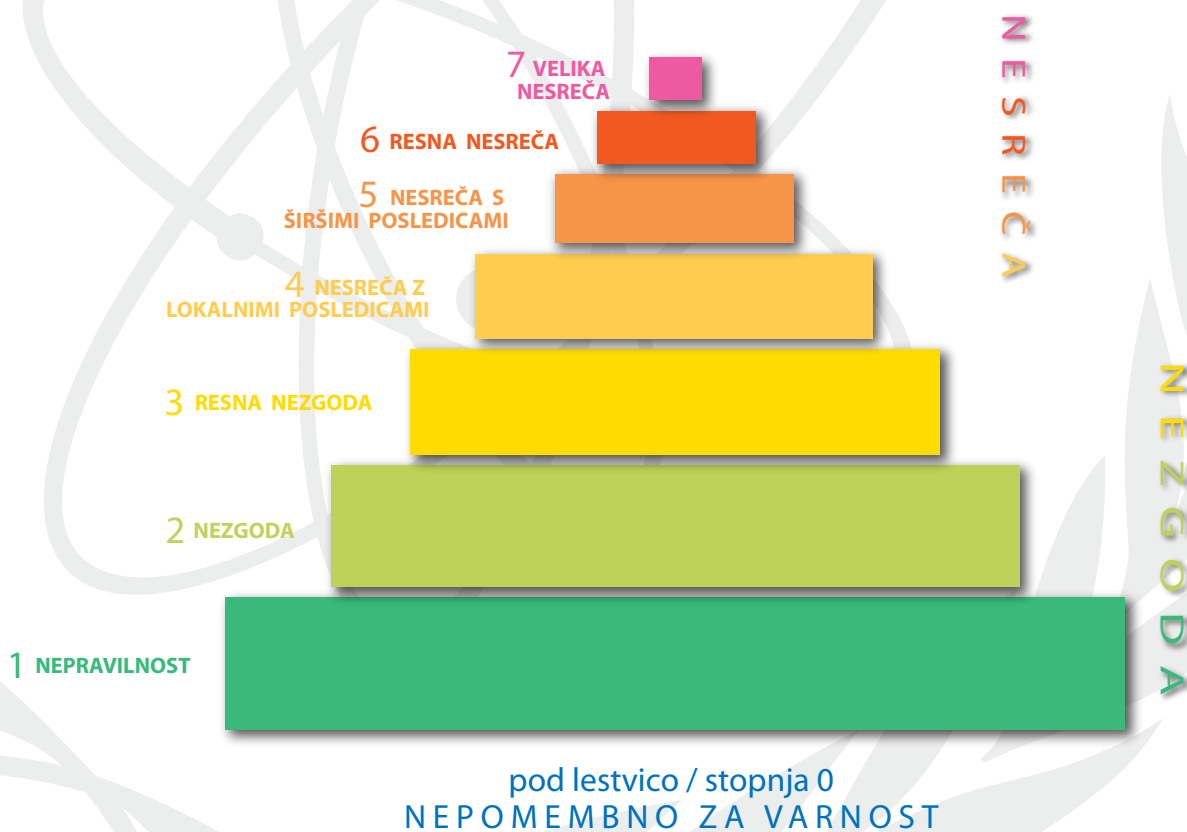 7 VELIKA
NESREČA
6 RESNA NESREČA
5 NESREČA S
ŠIRŠIMI POSLEDICAMI
4 NESREČA Z
LOKALNIMI POSLEDICAMI
3 RESNA NEZGODA
2 NEZGODA
1 NEPRAVILNOST
NESREČA
NEZGODA
pod lestvico / stopnja 0
NEPOMEMBNO ZA VARNOST